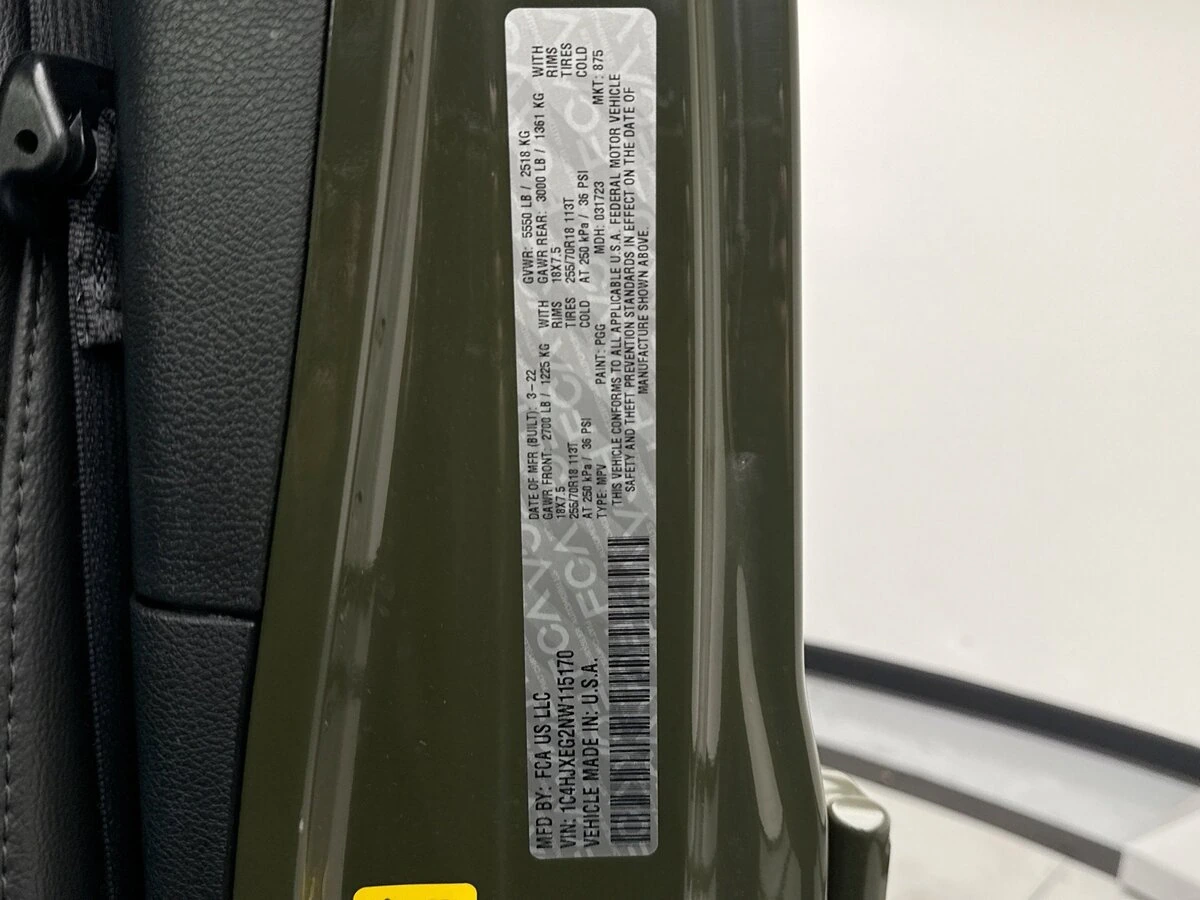 MFD BY: FCA US LLC
VIN: 1C4HJXEG2NW115170
VEHICLE MADE IN: U.S.A.
DATE OF MFR (BUILT): 3-22 GVWR: 5550 LB / 2518 KG
GAWR FRONT: 2700 LB / 1225 KG WITH GAWR REAR: 3000 LB / 1361 KG WITH
18X7.5 RIMS 18X7.5 RIMS
255/70R18 113T TIRES 255/70R18 113T TIRES
AT 250 kPa / 36 PSI COLD AT 250 kPa / 36 PSI COLD
TYPE: MPV PAINT: PGG MDH: 031723 MKT: 875
THIS VEHICLE CONFORMS TO ALL APPLICABLE U.S.A. FEDERAL MOTOR VEHICLE
SAFETY AND THEFT PREVENTION STANDARDS IN EFFECT ON THE DATE OF
MANUFACTURE SHOWN ABOVE.